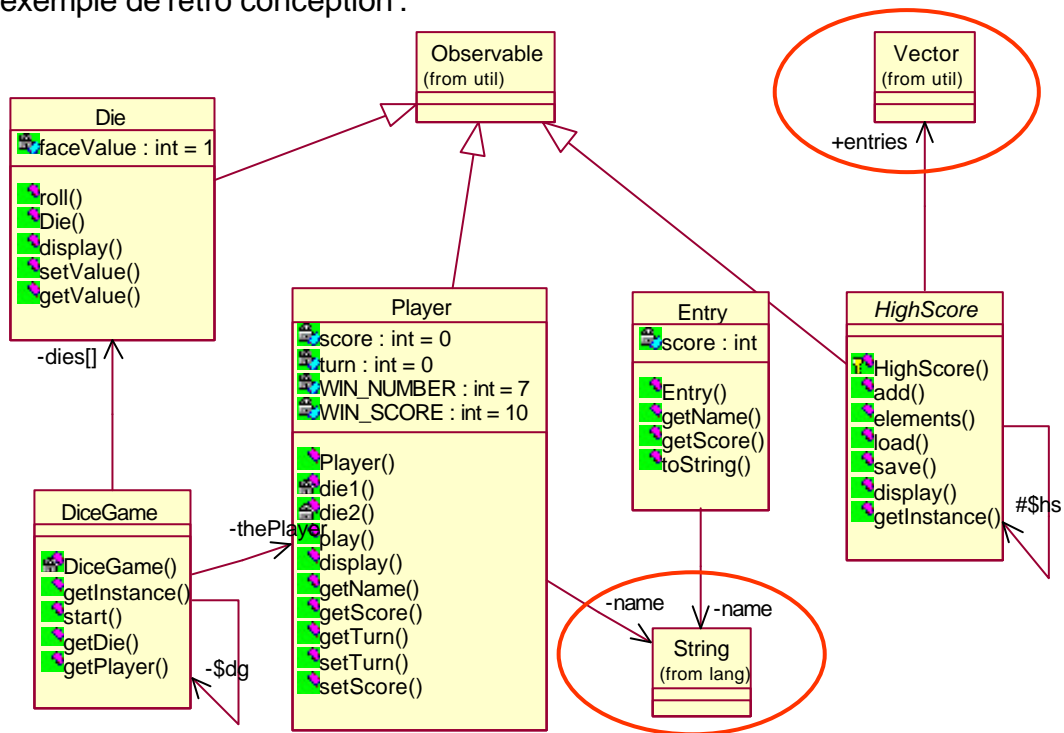 exemple de rétro conception :
Observable
(from util)
Vector
(from util)
+entries
Die
faceValue : int = 1
roll()
Die()
display()
setValue()
getValue()
-dies[]
Player
score : int = 0
turn : int = 0
WIN_NUMBER : int = 7
WIN_SCORE : int = 10
Player()
die1()
die2()
play()
display()
getName()
getScore()
getTurn()
setTurn()
setScore()
Entry
score : int
Entry()
getName()
getScore()
toString()
HighScore
HighScore()
add()
elements()
load()
save()
display()
getInstance()
#$hs
DiceGame
DiceGame()
getInstance()
start()
getDie()
getPlayer()
-$dg
-thePlayer
-name
-name
String
(from lang)